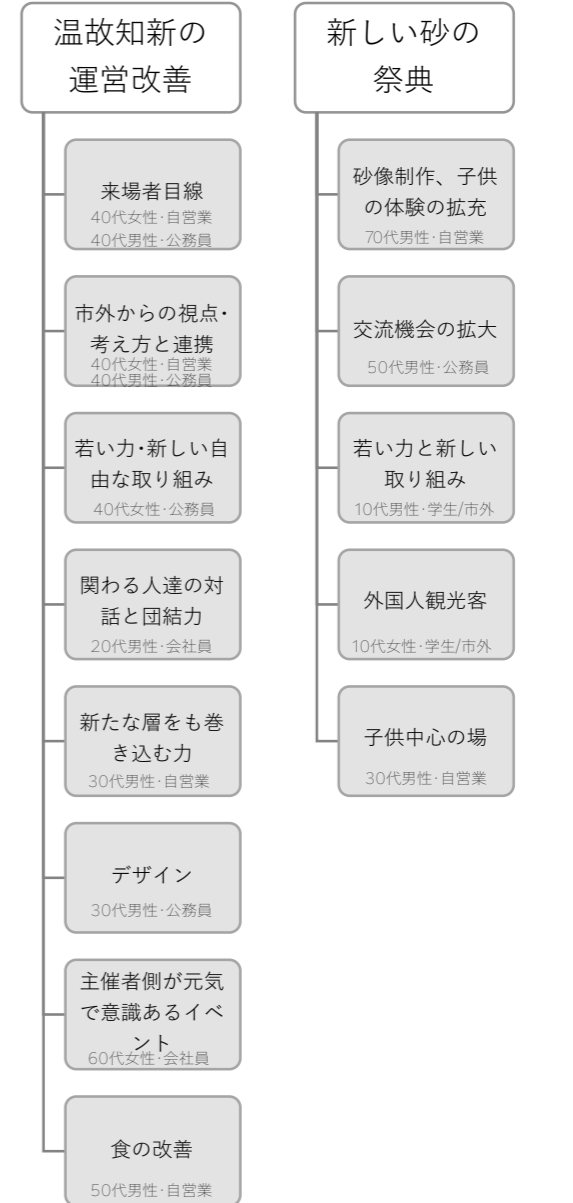 温故知新の
運営改善
来場者目線
40代女性·自営業
40代男性·公務員
市外からの視点·
考え方と連携
40代女性·自営業
40代男性·公務員
若い力·新しい自
由な取り組み
40代女性·公務員
関わる人達の対
話と団結力
20代男性·会社員
新たな層をも巻
き込む力
30代男性·自営業
デザイン
30代男性·公務員
主催者側が元気
で意識あるイベ
ント
60代女性·会社員
食の改善
50代男性·自営業
新しい砂の
祭典
砂像制作、子供
の体験の拡充
70代男性·自営業
交流機会の拡大
50代男性·公務員
若い力と新しい
取り組み
10代男性·学生/市外
外国人観光客
10代女性·学生/市外
子供中心の場
30代男性·自営業